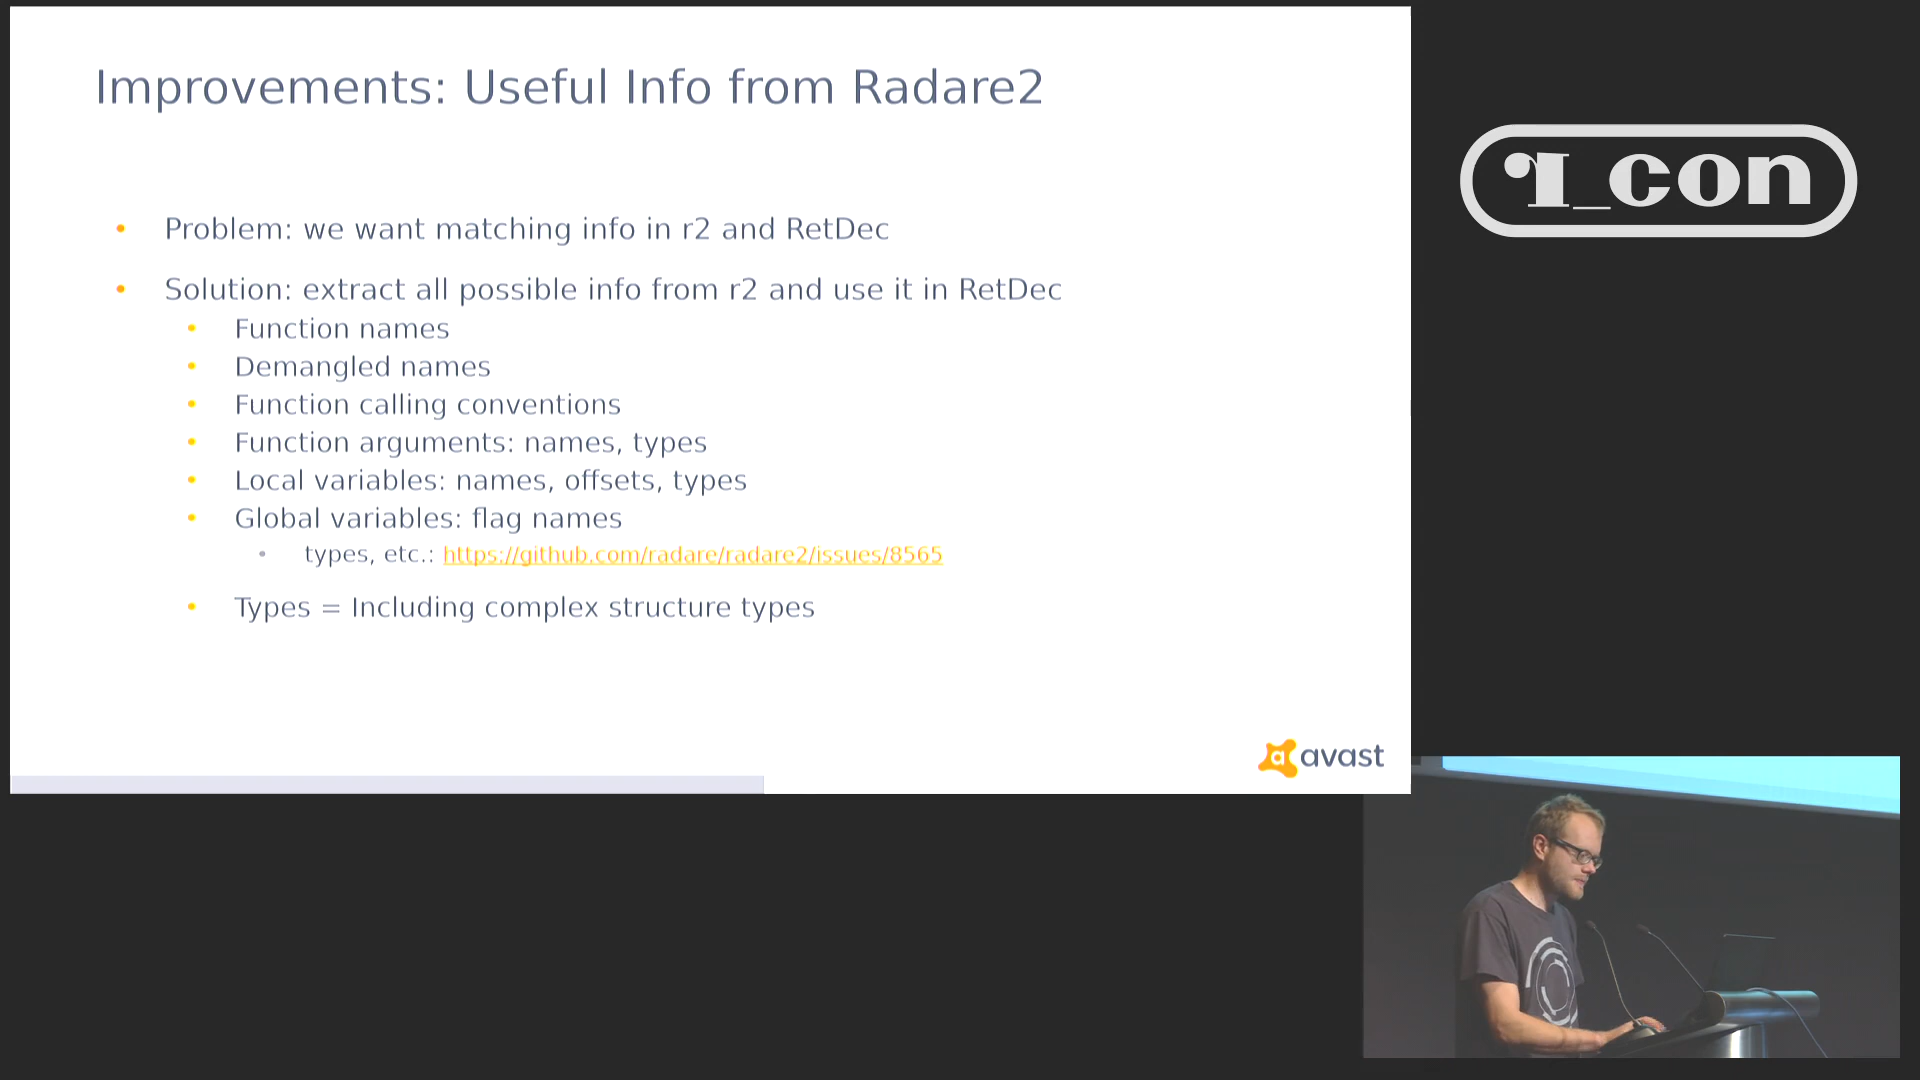 Improvements: Useful Info from Radare2
Problem: we want matching info in r2 and RetDec
Solution: extract all possible info from r2 and use it in RetDec
Function names
Demangled names
Function calling conventions
Function arguments: names, types
Local variables: names, offsets, types
Global variables: flag names
types, etc.: https://github.com/radare/radare2/issues/8565
Types = Including complex structure types
a avast
r_con